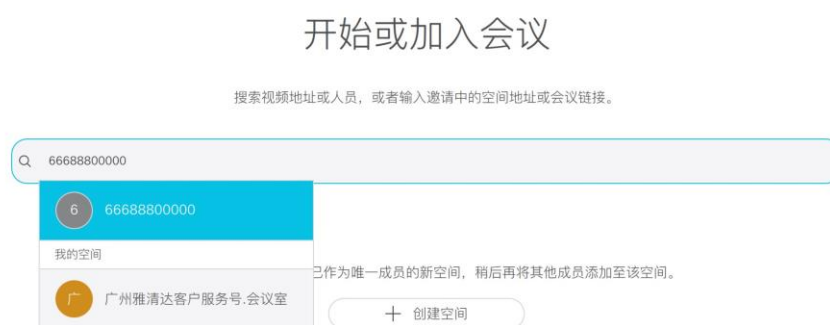 开始或加入会议
搜索视频地址或人员，或者输入邀请中的空间地址或会议链接。
66688800000
6 66688800000
我的空间
已作为唯一成员的新空间，稍后再将其他成员添加至该空间。
广 广州雅清达客户服务号.会议室
＋ 创建空间